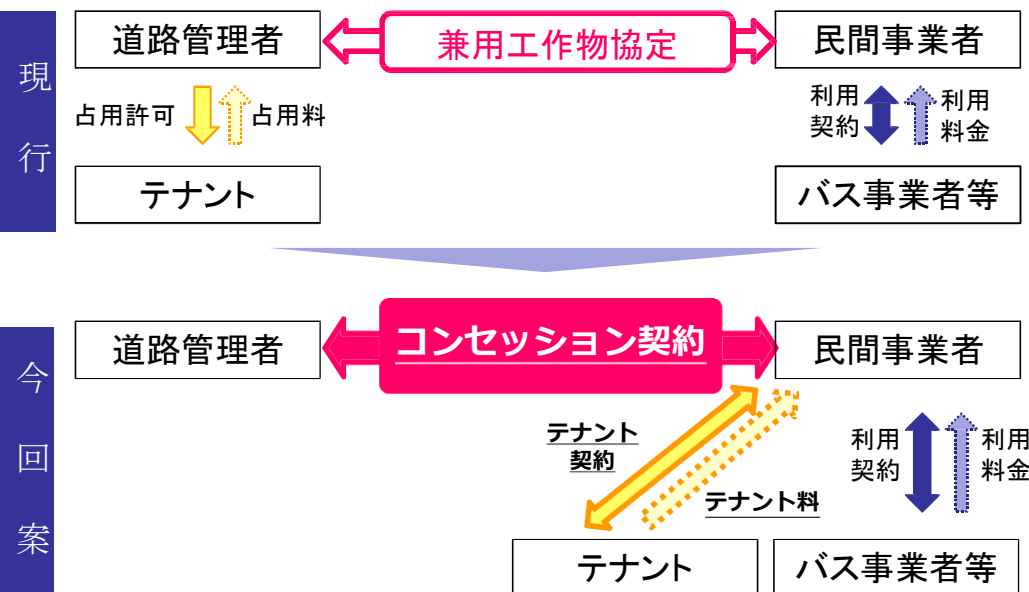 現行
道路管理者
兼用工作物協定
民間事業者
占用許可
占用料
利用
契約
利用
料金
テナント
バス事業者等
今回案
道路管理者
コンセッション契約
民間事業者
テナント
契約
テナント料
利用
契約
利用
料金
テナント
バス事業者等